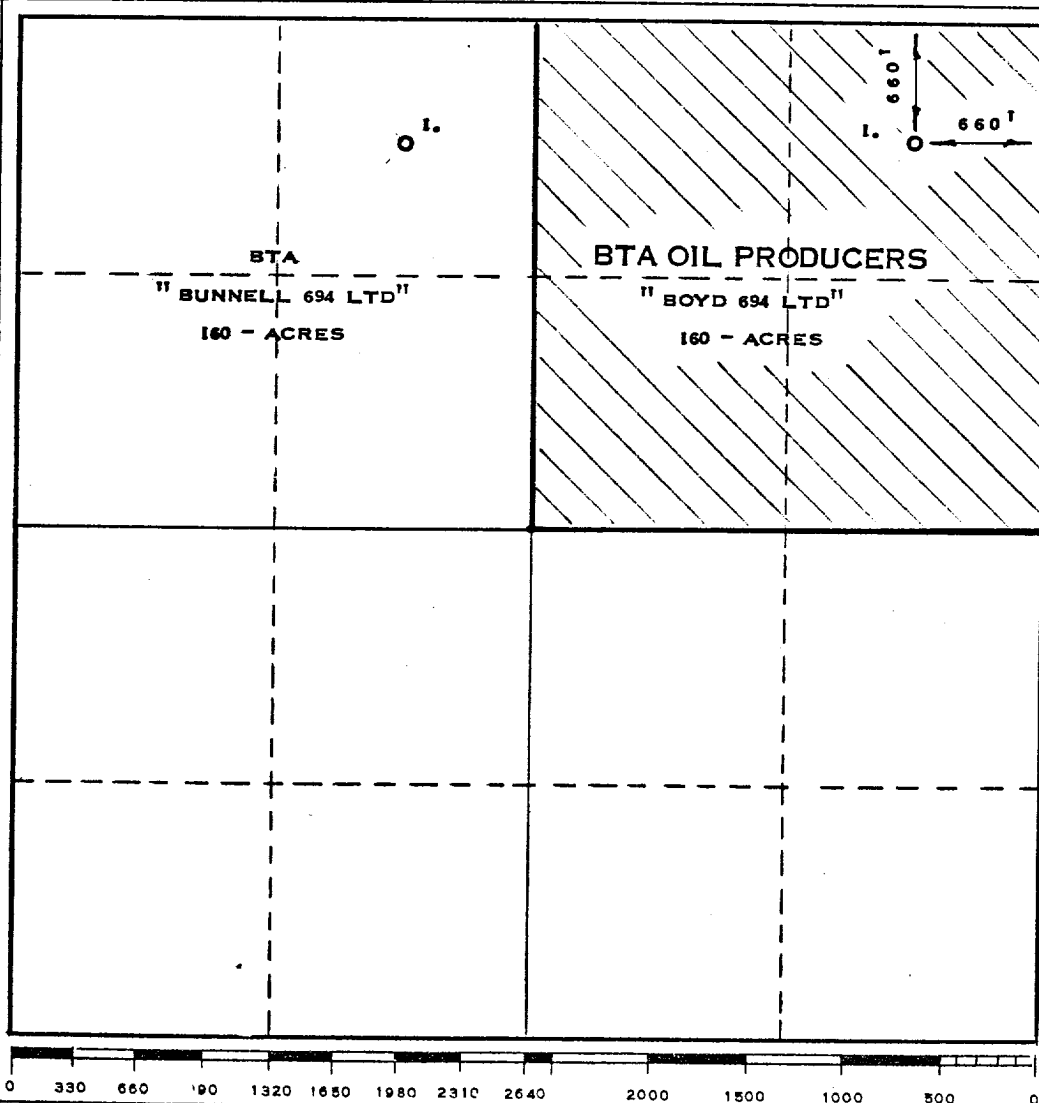 660'
I.
I. 660'
BTA
BTA OIL PRODUCERS
"BUNNELL 694 LTD"
"BOYD 694 LTD"
160 - ACRES
160 - ACRES
0 330 660 '90 1320 1650 1980 2310 2640 2000 1500 1000 500 0